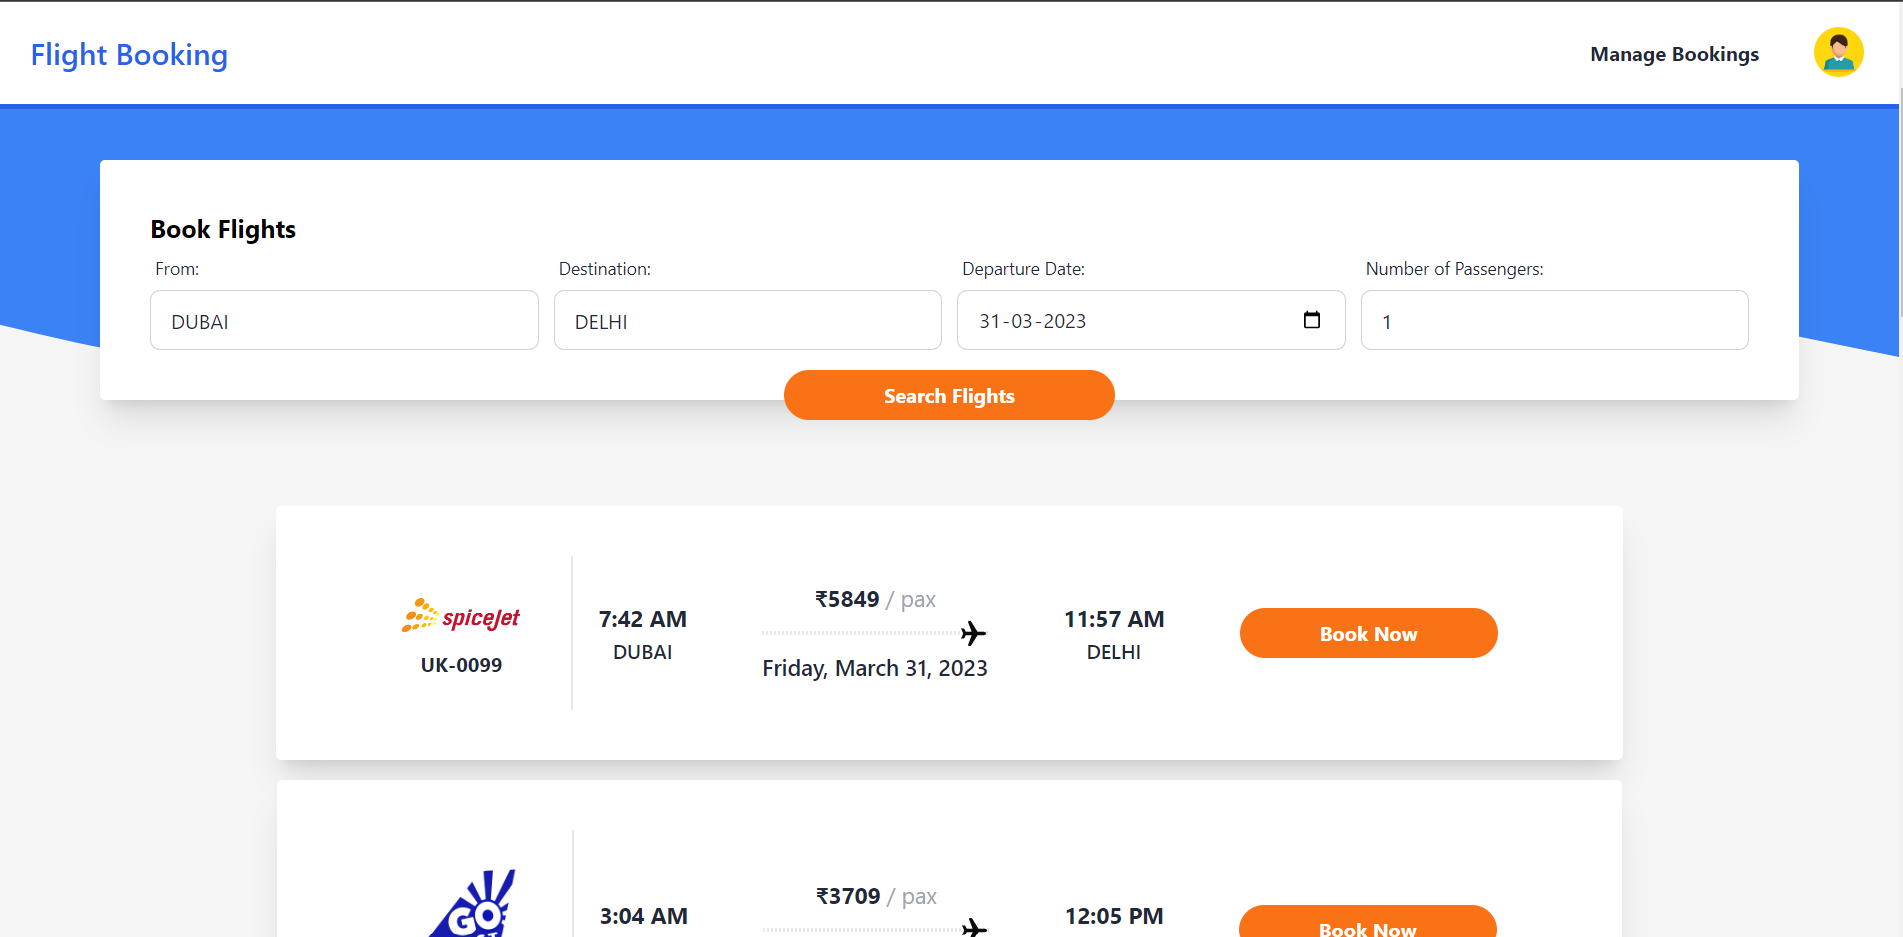 Flight Booking
Manage Bookings
Book Flights
From:
Destination:
Departure Date:
Number of Passengers:
DUBAI
DELHI
31-03-2023
1
Search Flights
spiceJet
UK-0099
7:42 AM
DUBAI
₹5849 / pax
Friday, March 31, 2023
11:57 AM
DELHI
Book Now
GO
3:04 AM
₹3709 / pax
12:05 PM
Book Now